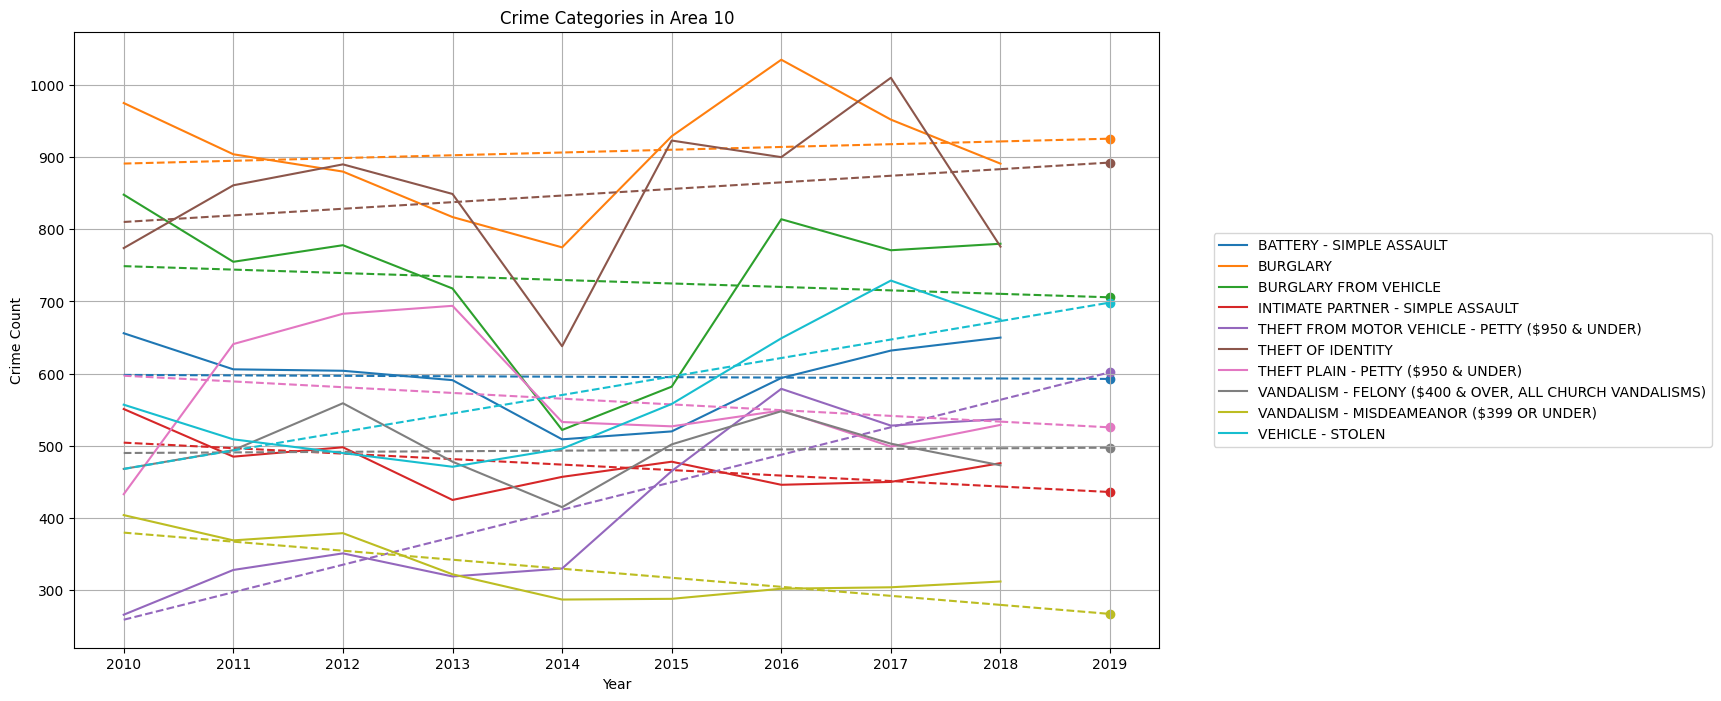 Crime Categories in Area 10
Crime Count
1000
900
800
700
600
500
400
300
2010 2011 2012 2013 2014 2015 2016 2017 2018 2019
Year
BATTERY - SIMPLE ASSAULT
BURGLARY
BURGLARY FROM VEHICLE
INTIMATE PARTNER - SIMPLE ASSAULT
THEFT FROM MOTOR VEHICLE - PETTY ($950 & UNDER)
THEFT OF IDENTITY
THEFT PLAIN - PETTY ($950 & UNDER)
VANDALISM - FELONY ($400 & OVER, ALL CHURCH VANDALISMS)
VANDALISM - MISDEAMEANOR ($399 OR UNDER)
VEHICLE - STOLEN